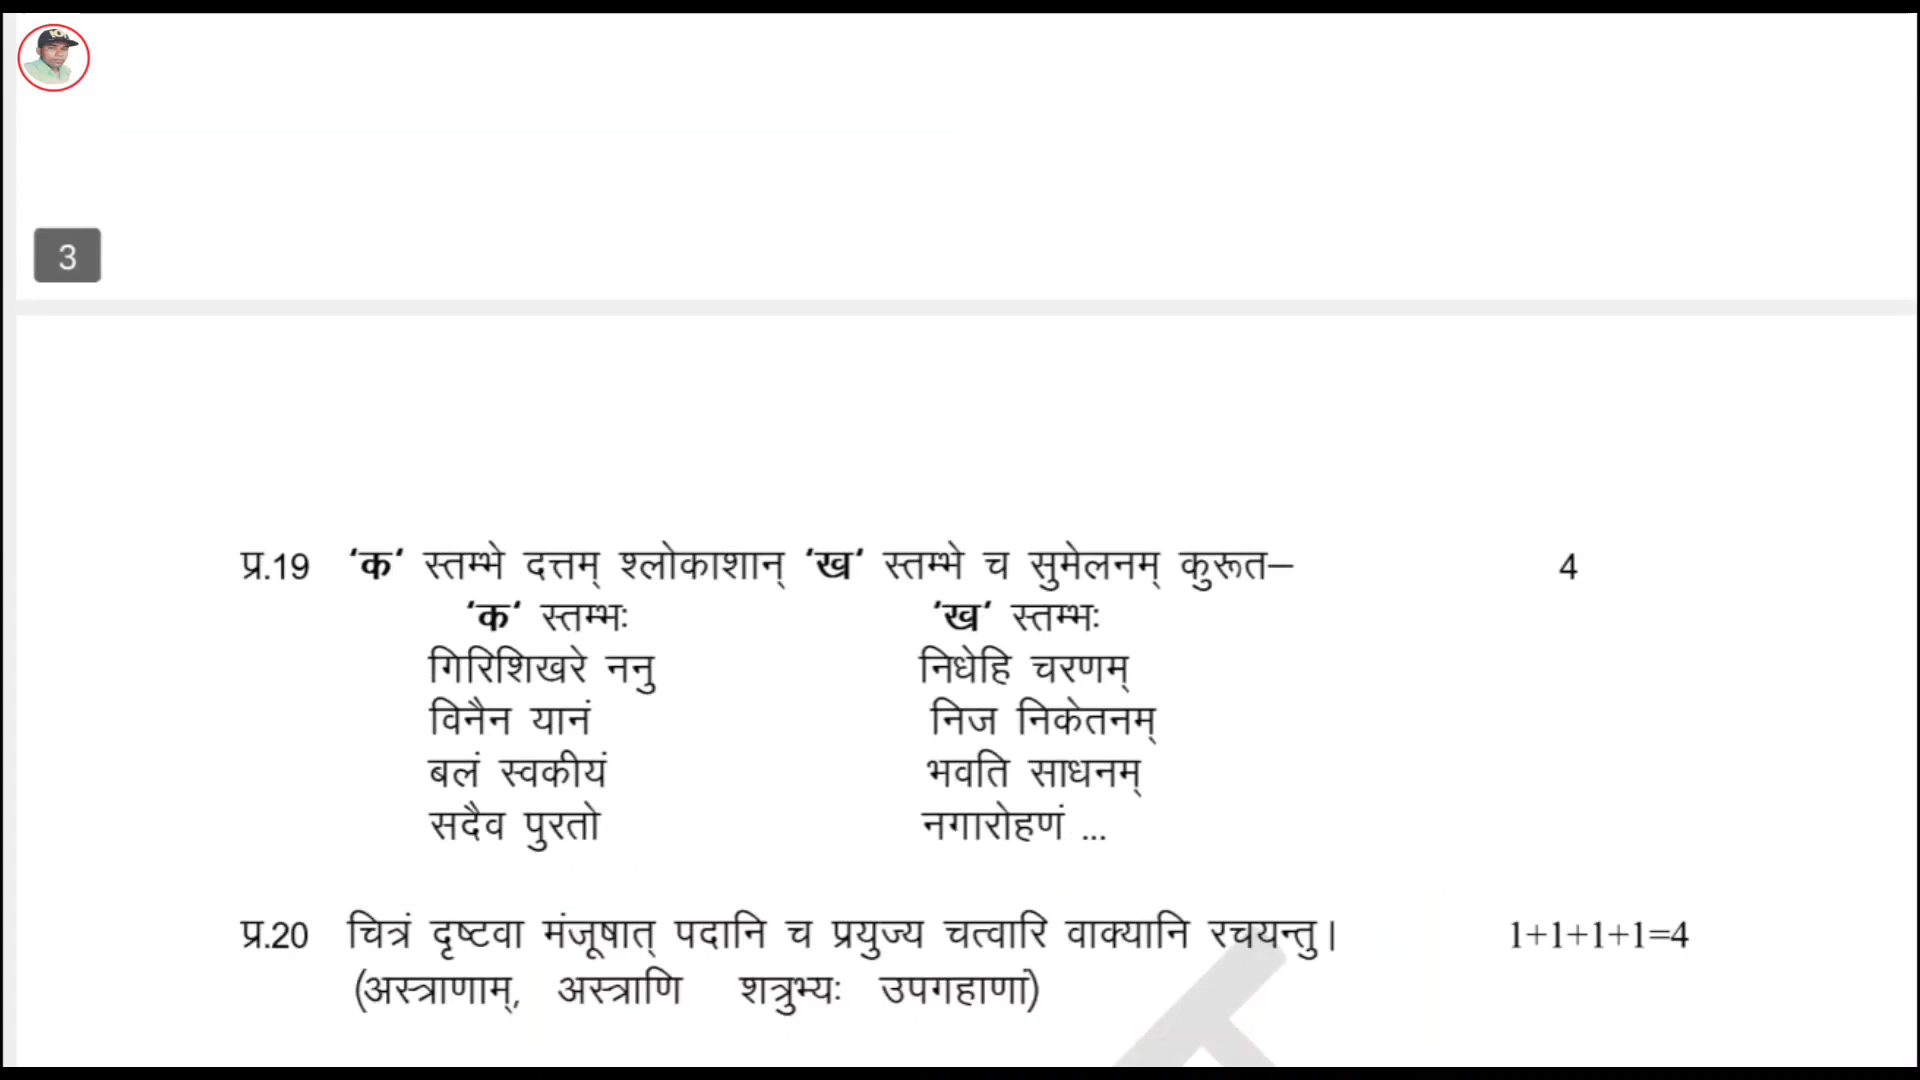 3
प्र.19 ‘क‘ स्तम्भे दत्तम् श्लोकाशान् ‘ख‘ स्तम्भे च सुमेलनम् कुरूत– 4
‘क‘ स्तम्भः ‘ख‘ स्तम्भः
गिरिशिखरे ननु निधेहि चरणम्
विनैन यानं निज निकेतनम्
बलं स्वकीयं भवति साधनम्
सदैव पुरतो नगारोहणं ...
प्र.20 चित्रं दृष्टवा मंजूषात् पदानि च प्रयुज्य चत्वारि वाक्यानि रचयन्तु। 1+1+1+1=4
(अस्त्राणाम्, अस्त्राणि शत्रुभ्यः उपगहाणां)